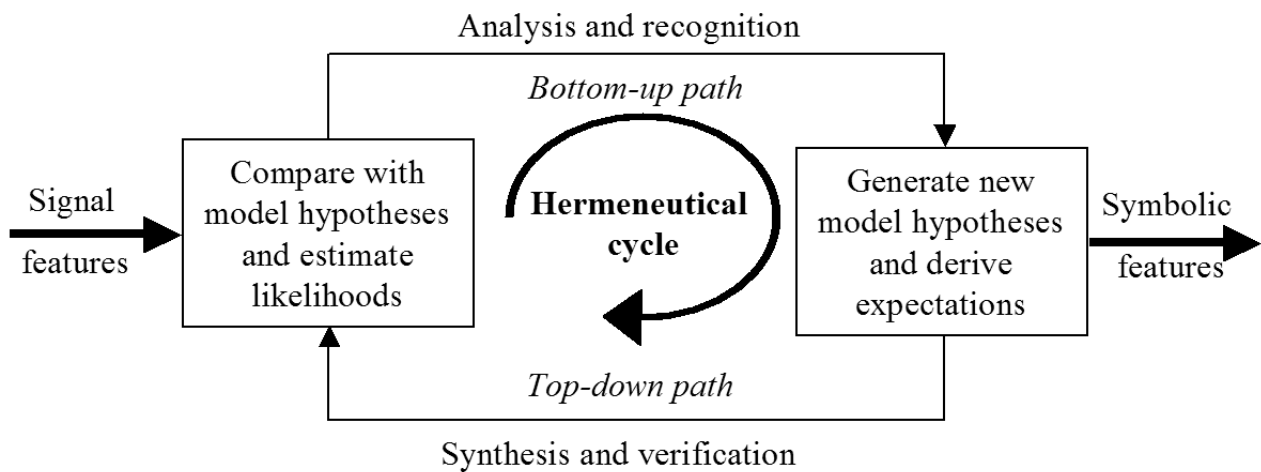 Analysis and recognition
Bottom-up path
Signal
features
Compare with
model hypotheses
and estimate
likelihoods
Hermeneutical
cycle
Generate new
model hypotheses
and derive
expectations
Symbolic
features
Top-down path
Synthesis and verification